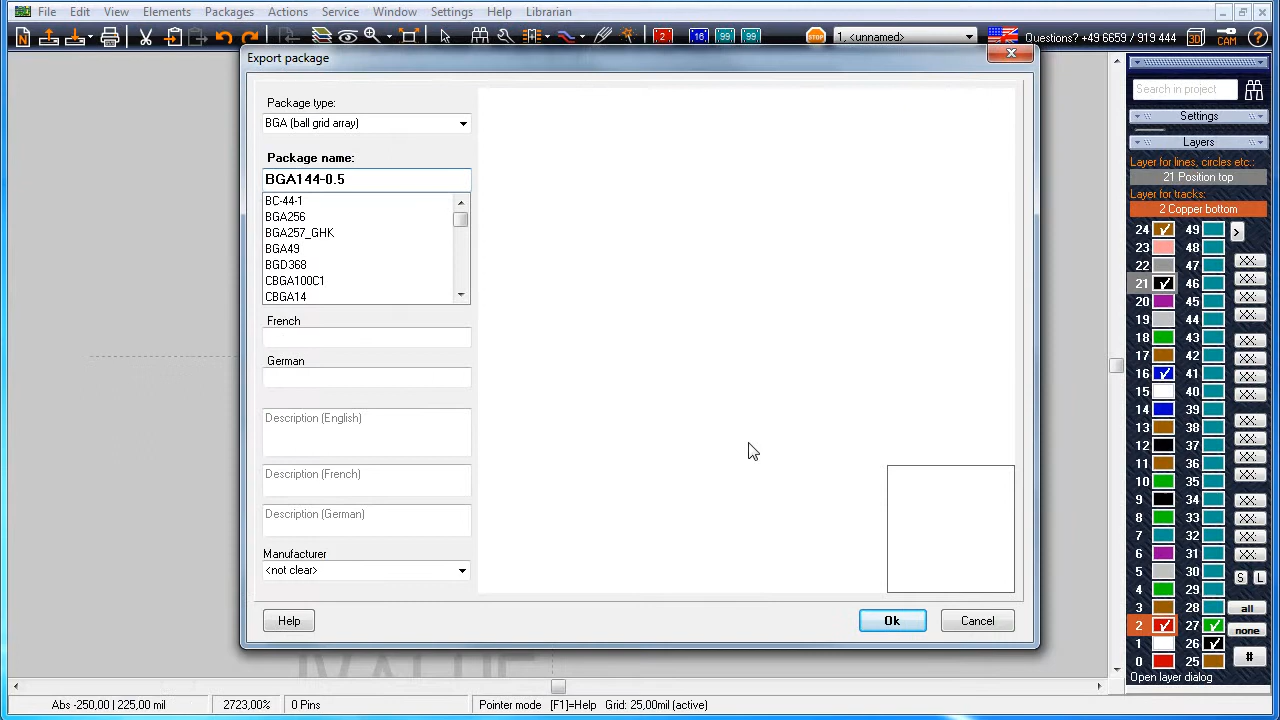 File Edit View Elements Packages Actions Service Window Settings Help Librarian
2 16 99 99 STOP 1, <unnamed> Questions? +49 6659 / 919 444 3D CAM
Export package
Package type:
BGA (ball grid array)
Package name:
BGA144-0.5
BC-44-1
BGA256
BGA257_GHK
BGA49
BGD368
CBGA100C1
CBGA14
French
German
Description (English)
Description (French)
Description (German)
Manufacturer
<not clear>
Help Ok Cancel
Search in project
Settings
Layers
Layer for lines, circles etc.:
21 Position top
Layer for tracks:
2 Copper bottom
24 49 >
23 48
22 47
21 46
20 45
19 44
18 43
17 42
16 41
15 40
14 39
13 38
12 37
11 36
10 35
9 34
8 33
7 32
6 31
5 30 S L
4 29
3 28 all
2 27 none
1 26 #
0 25
Open layer dialog
Abs -250,00 | 225,00 mil 2723,00% 0 Pins Pointer mode [F1]=Help Grid: 25,00mil (active)